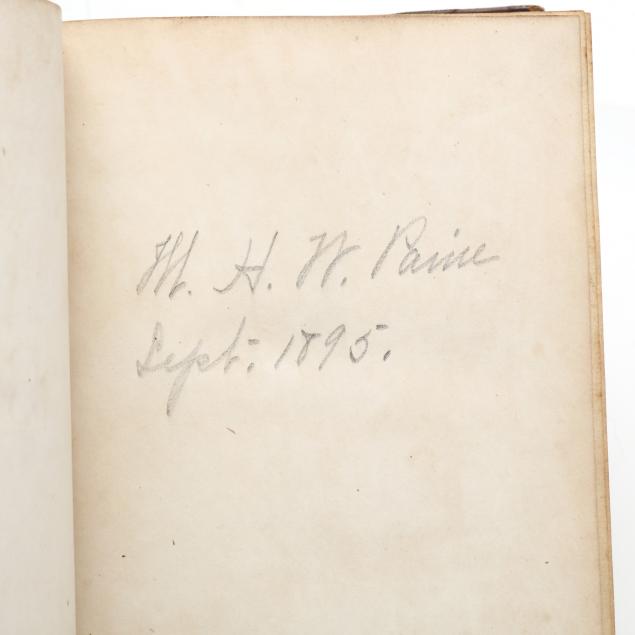 M. H. W. Paine
Sept. 1895.